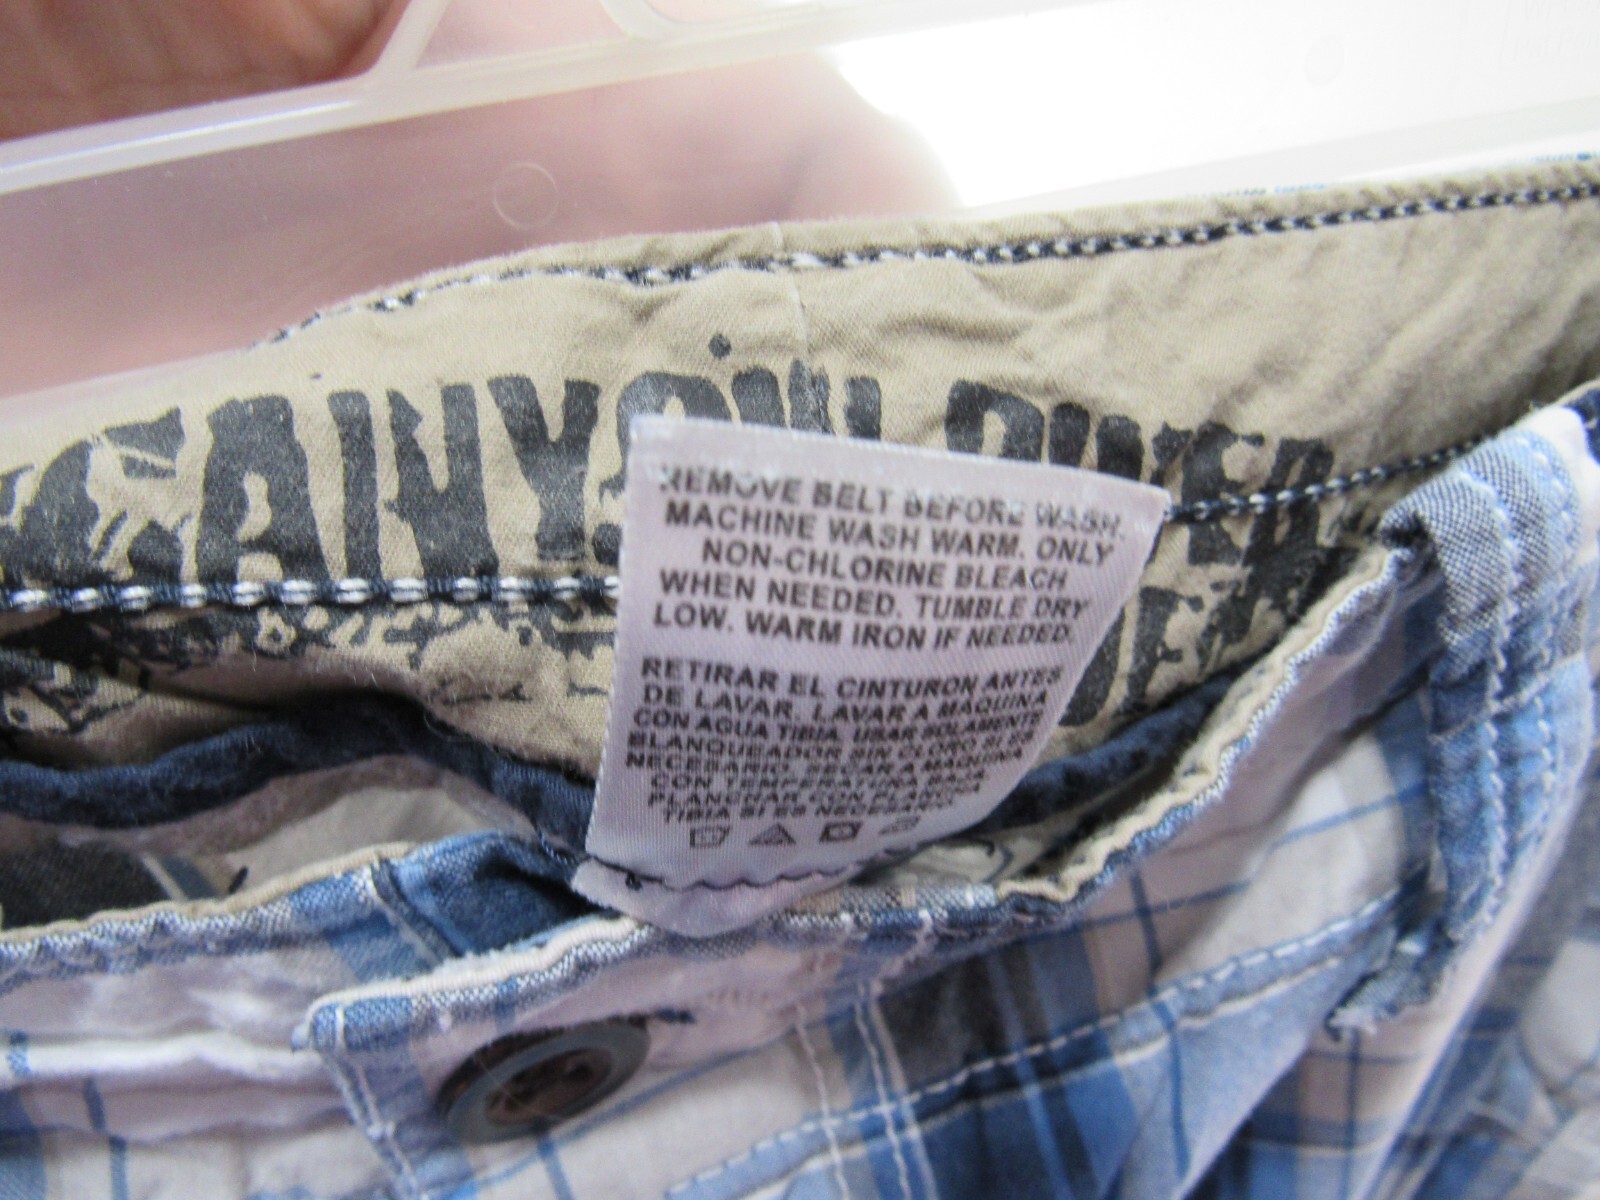 CANYON RIVER
REMOVE BELT BEFORE WASH.
MACHINE WASH WARM. ONLY
NON-CHLORINE BLEACH
WHEN NEEDED. TUMBLE DRY
LOW. WARM IRON IF NEEDED.
RETIRAR EL CINTURON ANTES
DE LAVAR. LAVAR A MAQUINA
CON AGUA TIBIA. USAR SOLAMENTE
BLANQUEADOR SIN CLORO SI ES
NECESARIO. SECAR A MAQUINA
CON TEMPERATURA BAJA
PLANCHAR CON PLANCHA
TIBIA SI ES NECESARIO.